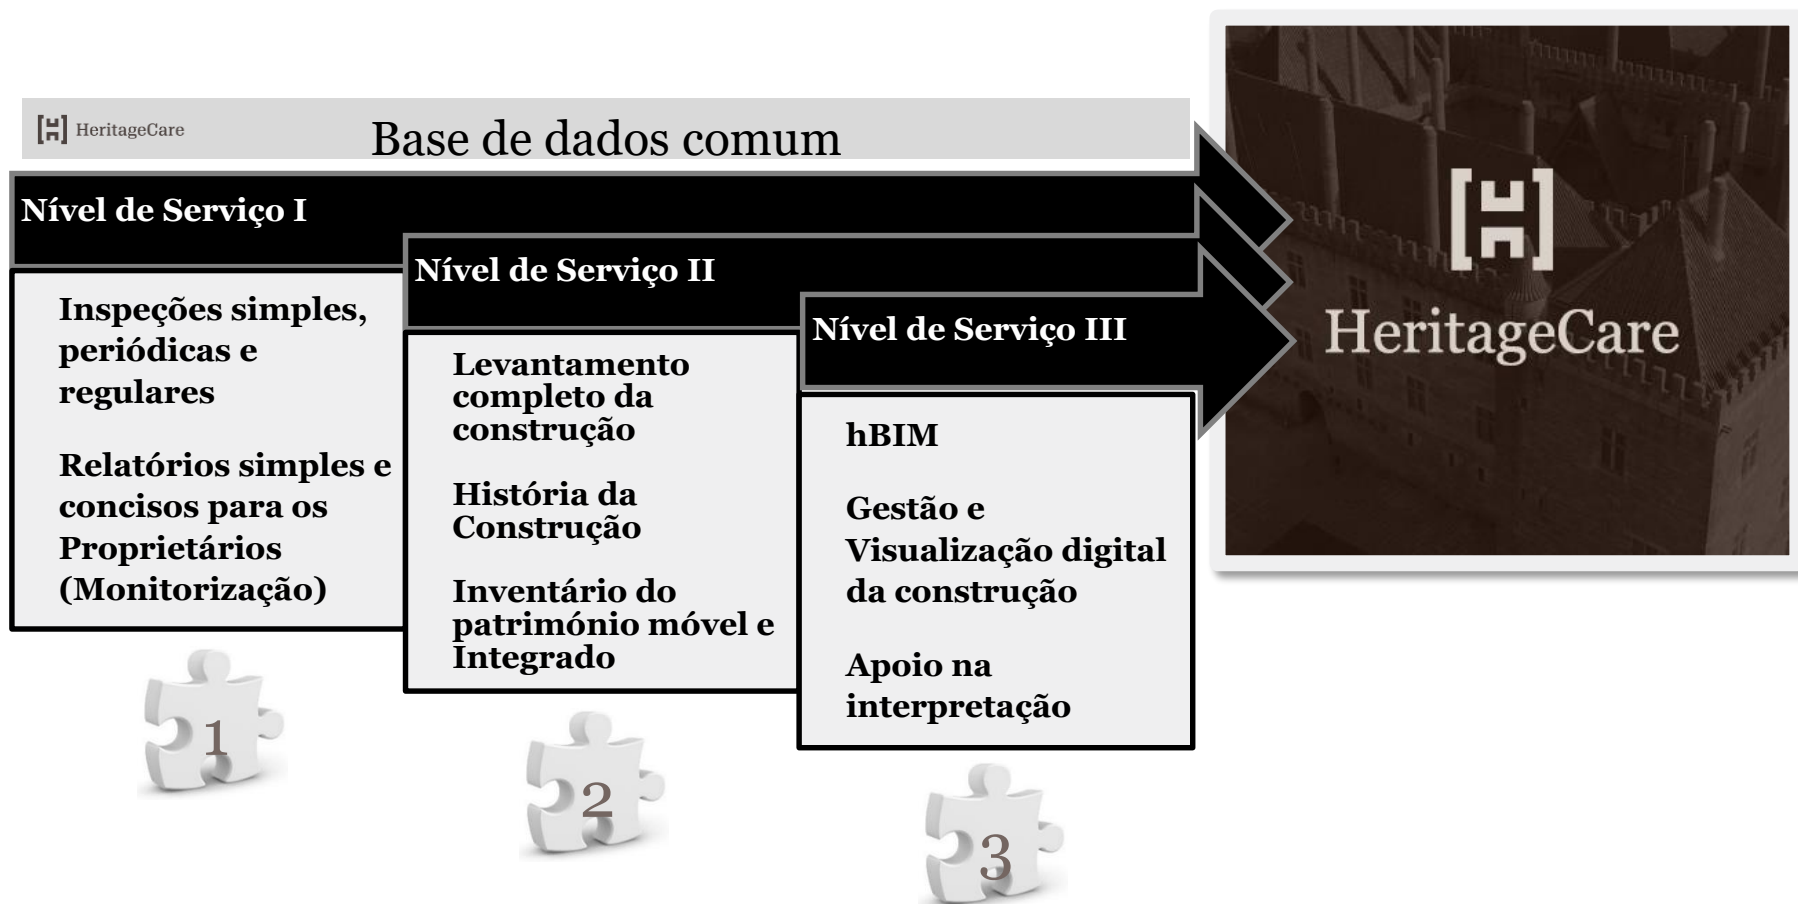 HeritageCare
Base de dados comum
Nível de Serviço I
Inspeções simples,
periódicas e
regulares
Relatórios simples e
concisos para os
Proprietários
(Monitorização)
1
Nível de Serviço II
Levantamento
completo da
construção
História da
Construção
Inventário do
património móvel e
Integrado
2
Nível de Serviço III
hBIM
Gestão e
Visualização digital
da construção
Apoio na
interpretação
3
HeritageCare